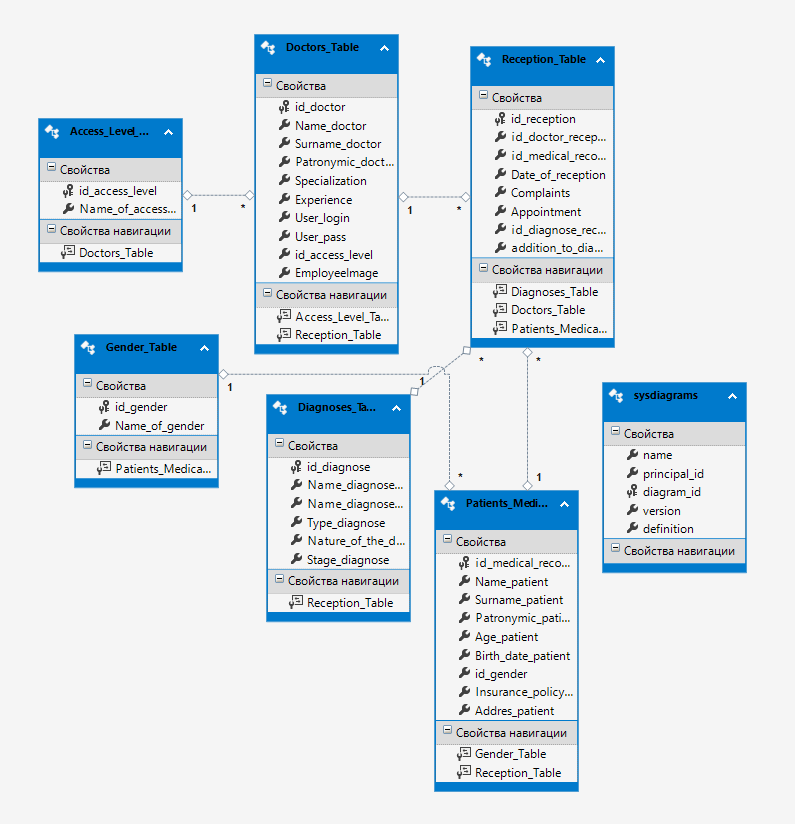 Access_Level_...
Свойства
id_access_level
Name_of_access...
Свойства навигации
Doctors_Table
1
*
Doctors_Table
Свойства
id_doctor
Name_doctor
Surname_doctor
Patronymic_doct...
Specialization
Experience
User_login
User_pass
id_access_level
EmployeeImage
Свойства навигации
Access_Level_Ta...
Reception_Table
1
*
Reception_Table
Свойства
id_reception
id_doctor_recep...
id_medical_reco...
Date_of_reception
Complaints
Appointment
id_diagnose_rec...
addition_to_dia...
Свойства навигации
Diagnoses_Table
Doctors_Table
Patients_Medica...
*
*
Gender_Table
Свойства
id_gender
Name_of_gender
Свойства навигации
Patients_Medica...
1
1
Diagnoses_Ta...
Свойства
id_diagnose
Name_diagnose...
Name_diagnose...
Type_diagnose
Nature_of_the_d...
Stage_diagnose
Свойства навигации
Reception_Table
*
1
Patients_Medi...
Свойства
id_medical_reco...
Name_patient
Surname_patient
Patronymic_pati...
Age_patient
Birth_date_patient
id_gender
Insurance_policy...
Addres_patient
Свойства навигации
Gender_Table
Reception_Table
sysdiagrams
Свойства
name
principal_id
diagram_id
version
definition
Свойства навигации